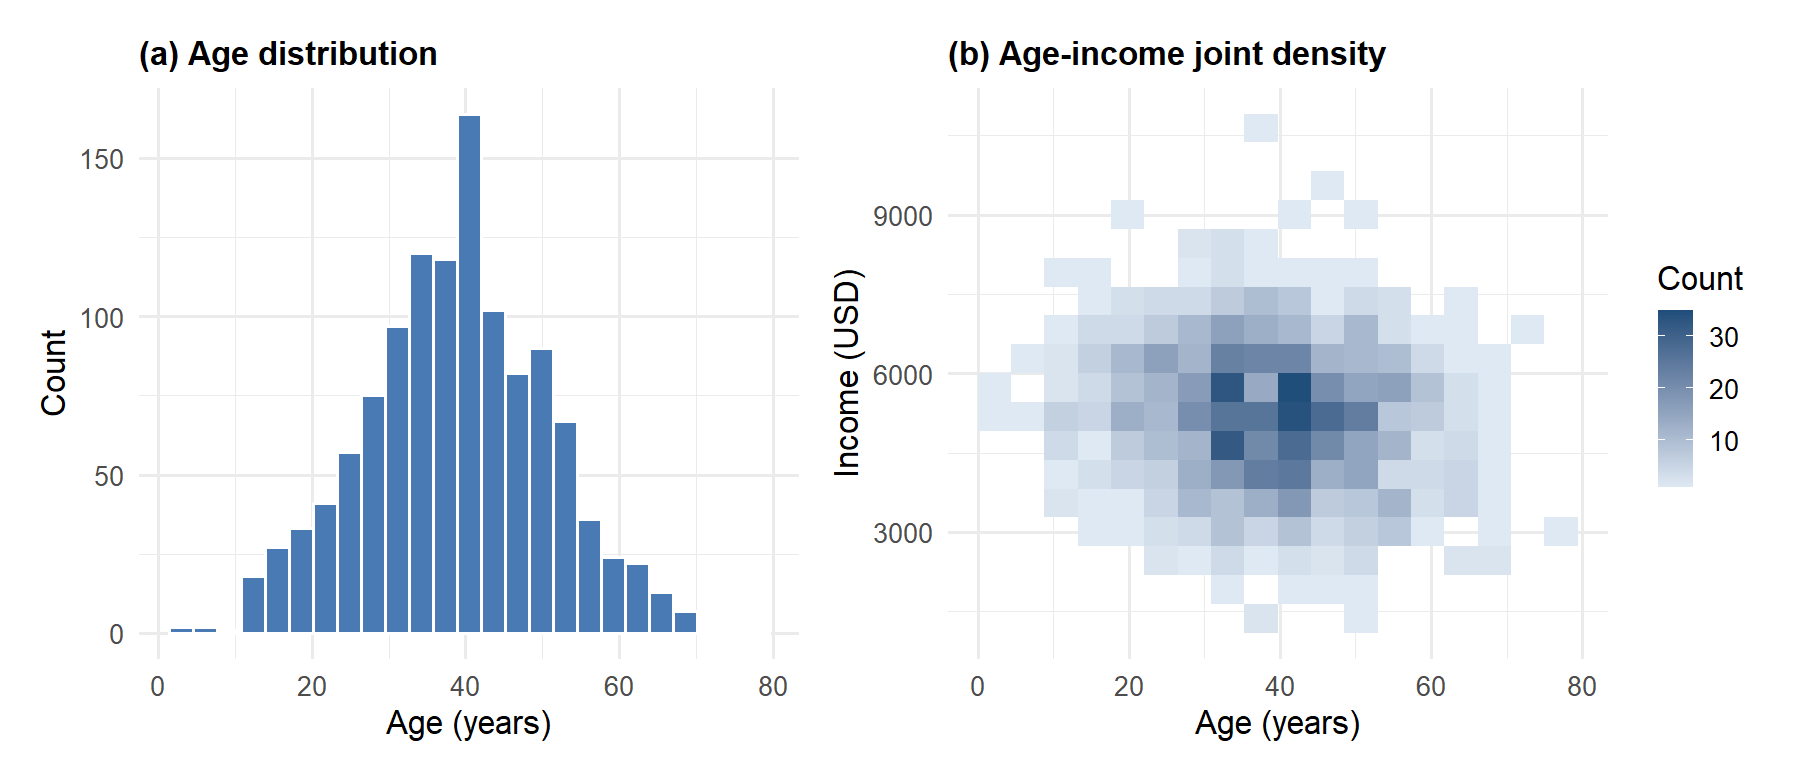 (a) Age distribution
150
100
50
0
0 20 40 60 80
Age (years)
Count
(b) Age-income joint density
9000
6000
3000
0 20 40 60 80
Age (years)
Income (USD)
Count
30
20
10